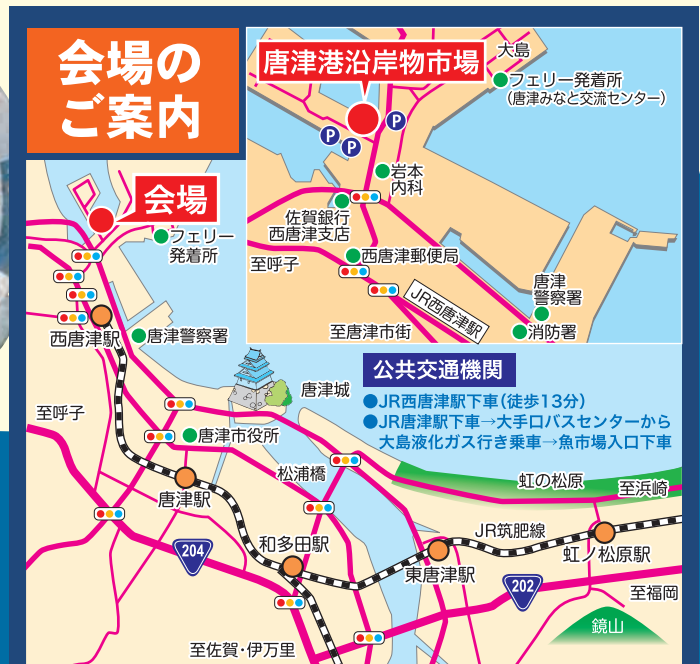 会場の
ご案内
唐津港沿岸物市場
大島
フェリー発着所
(唐津みなと交流センター)
P
P
P
岩本
内科
佐賀銀行
西唐津支店
西唐津郵便局
至呼子
JR西唐津駅
唐津
警察署
消防署
至唐津市街
会場
フェリー
発着所
西唐津駅
唐津警察署
公共交通機関
●JR西唐津駅下車(徒歩13分)
●JR唐津駅下車→大手口バスセンターから
大島液化ガス行き乗車→魚市場入口下車
唐津城
至呼子
唐津市役所
松浦橋
虹の松原
至浜崎
唐津駅
JR筑肥線
和多田駅
虹ノ松原駅
東唐津駅
204
202
至福岡
鏡山
至佐賀・伊万里